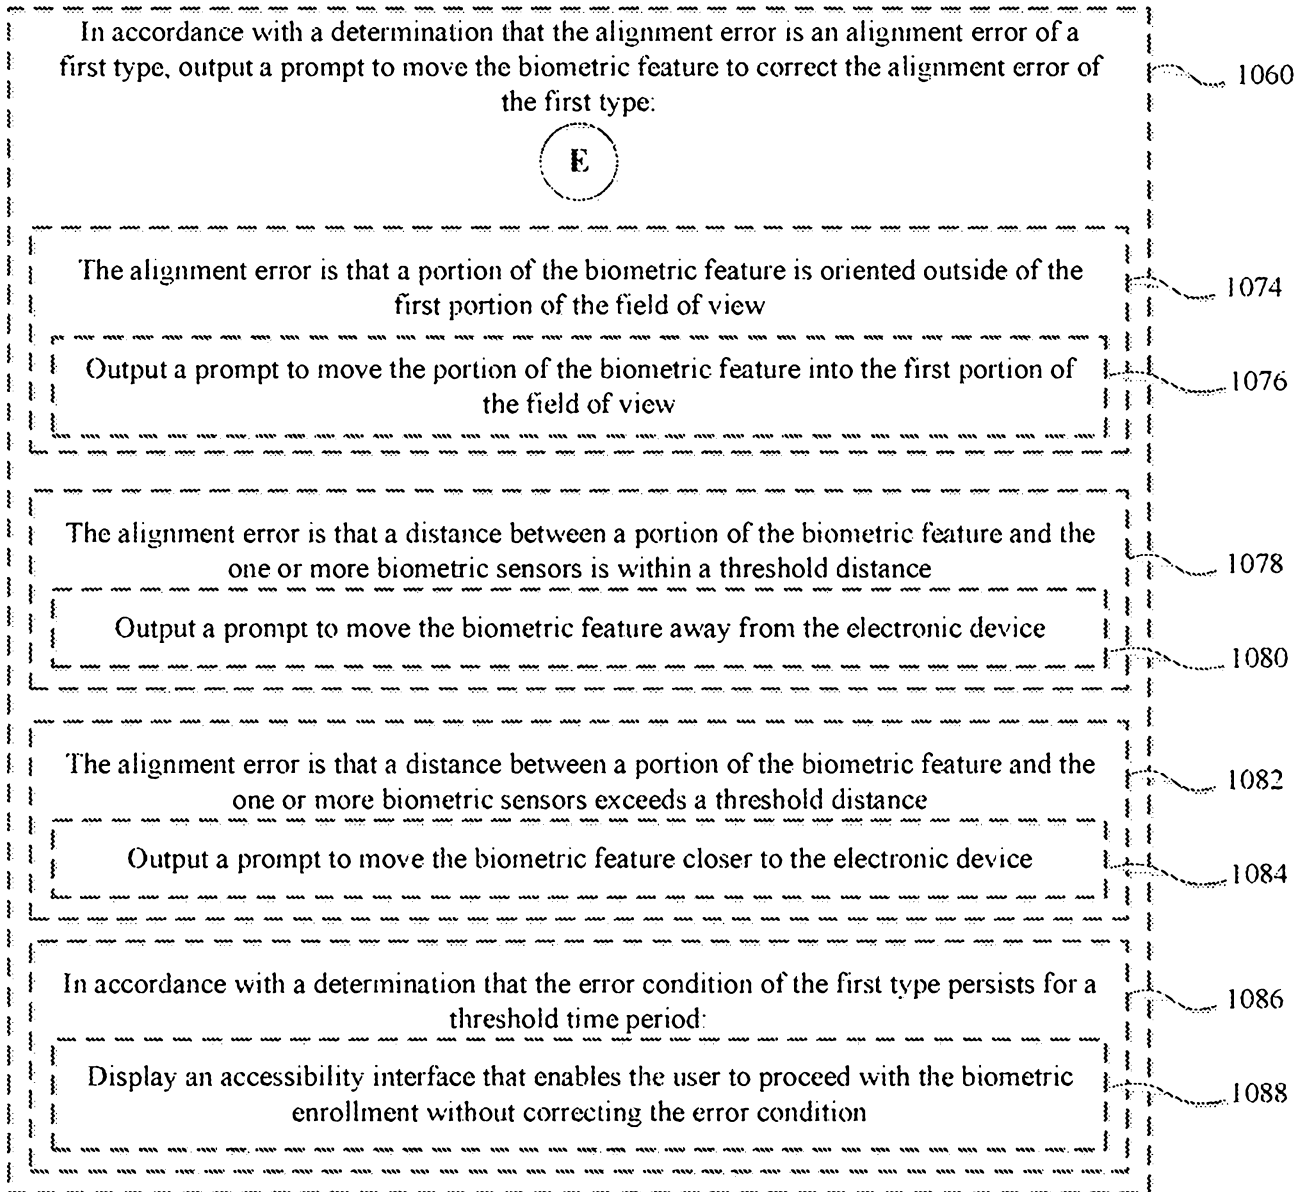 In accordance with a determination that the alignment error is an alignment error of a
first type, output a prompt to move the biometric feature to correct the alignment error of
the first type:
1060
E
The alignment error is that a portion of the biometric feature is oriented outside of the
first portion of the field of view
1074
Output a prompt to move the portion of the biometric feature into the first portion of
the field of view
1076
The alignment error is that a distance between a portion of the biometric feature and the
one or more biometric sensors is within a threshold distance
1078
Output a prompt to move the biometric feature away from the electronic device
1080
The alignment error is that a distance between a portion of the biometric feature and the
one or more biometric sensors exceeds a threshold distance
1082
Output a prompt to move the biometric feature closer to the electronic device
1084
In accordance with a determination that the error condition of the first type persists for a
threshold time period:
1086
Display an accessibility interface that enables the user to proceed with the biometric
enrollment without correcting the error condition
1088